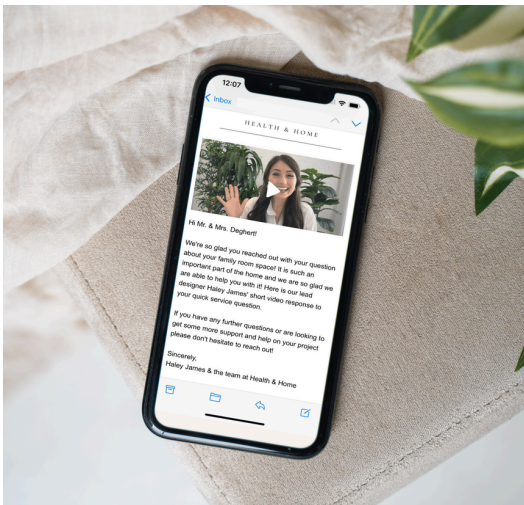 12:07
Inbox
HEALTH & HOME
Hi Mr. & Mrs. Deghert!
We're so glad you reached out with your question
about your family room space! it is such an
important part of the home and we are so glad we
are able to help you with it! Here is our lead
designer Haley James' short video response to
your quick service question.
If you have any further questions or are looking to
get some more support and help on your project
please don't hesitate to reach out!
Sincerely,
Haley James & the team at Health & Home